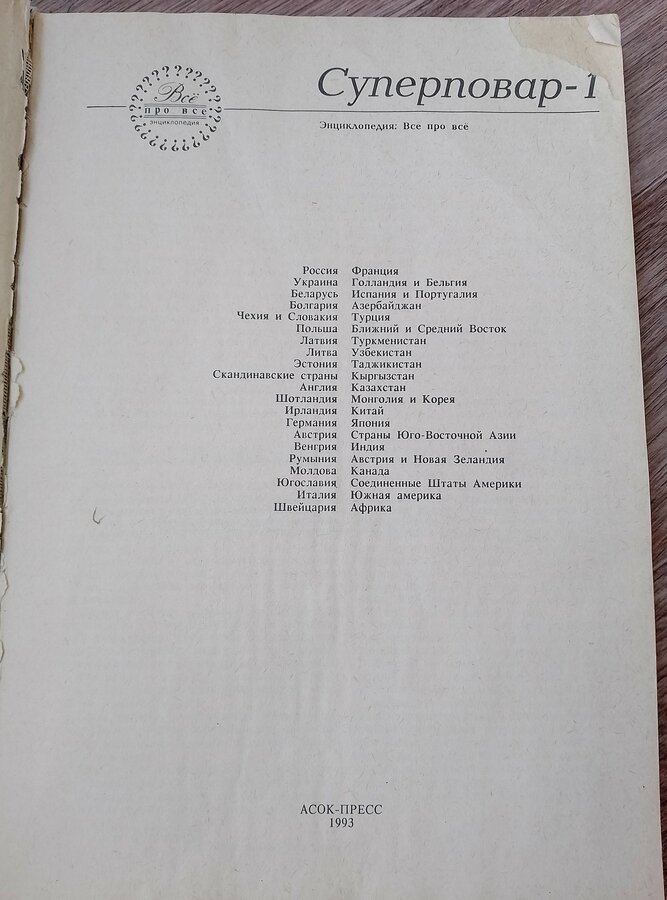 Всё
про все
энциклопедия
Суперповар-1
Энциклопедия: Все про всё
Россия Франция
Украина Голландия и Бельгия
Беларусь Испания и Португалия
Болгария Азербайджан
Чехия и Словакия Турция
Польша Ближний и Средний Восток
Латвия Туркменистан
Литва Узбекистан
Эстония Таджикистан
Скандинавские страны Кыргызстан
Англия Казахстан
Шотландия Монголия и Корея
Ирландия Китай
Германия Япония
Австрия Страны Юго-Восточной Азии
Венгрия Индия
Румыния Австрия и Новая Зеландия
Молдова Канада
Югославия Соединенные Штаты Америки
Италия Южная америка
Швейцария Африка
АСОК-ПРЕСС
1993